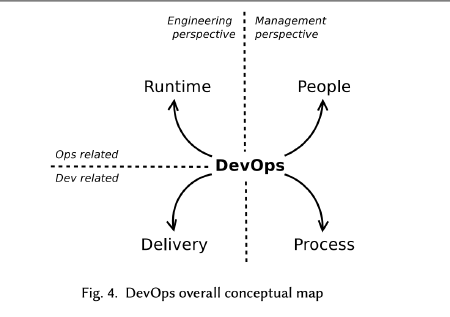 Engineering perspective
Management perspective
Runtime
People
Ops related
DevOps
Dev related
Delivery
Process
Fig. 4. DevOps overall conceptual map